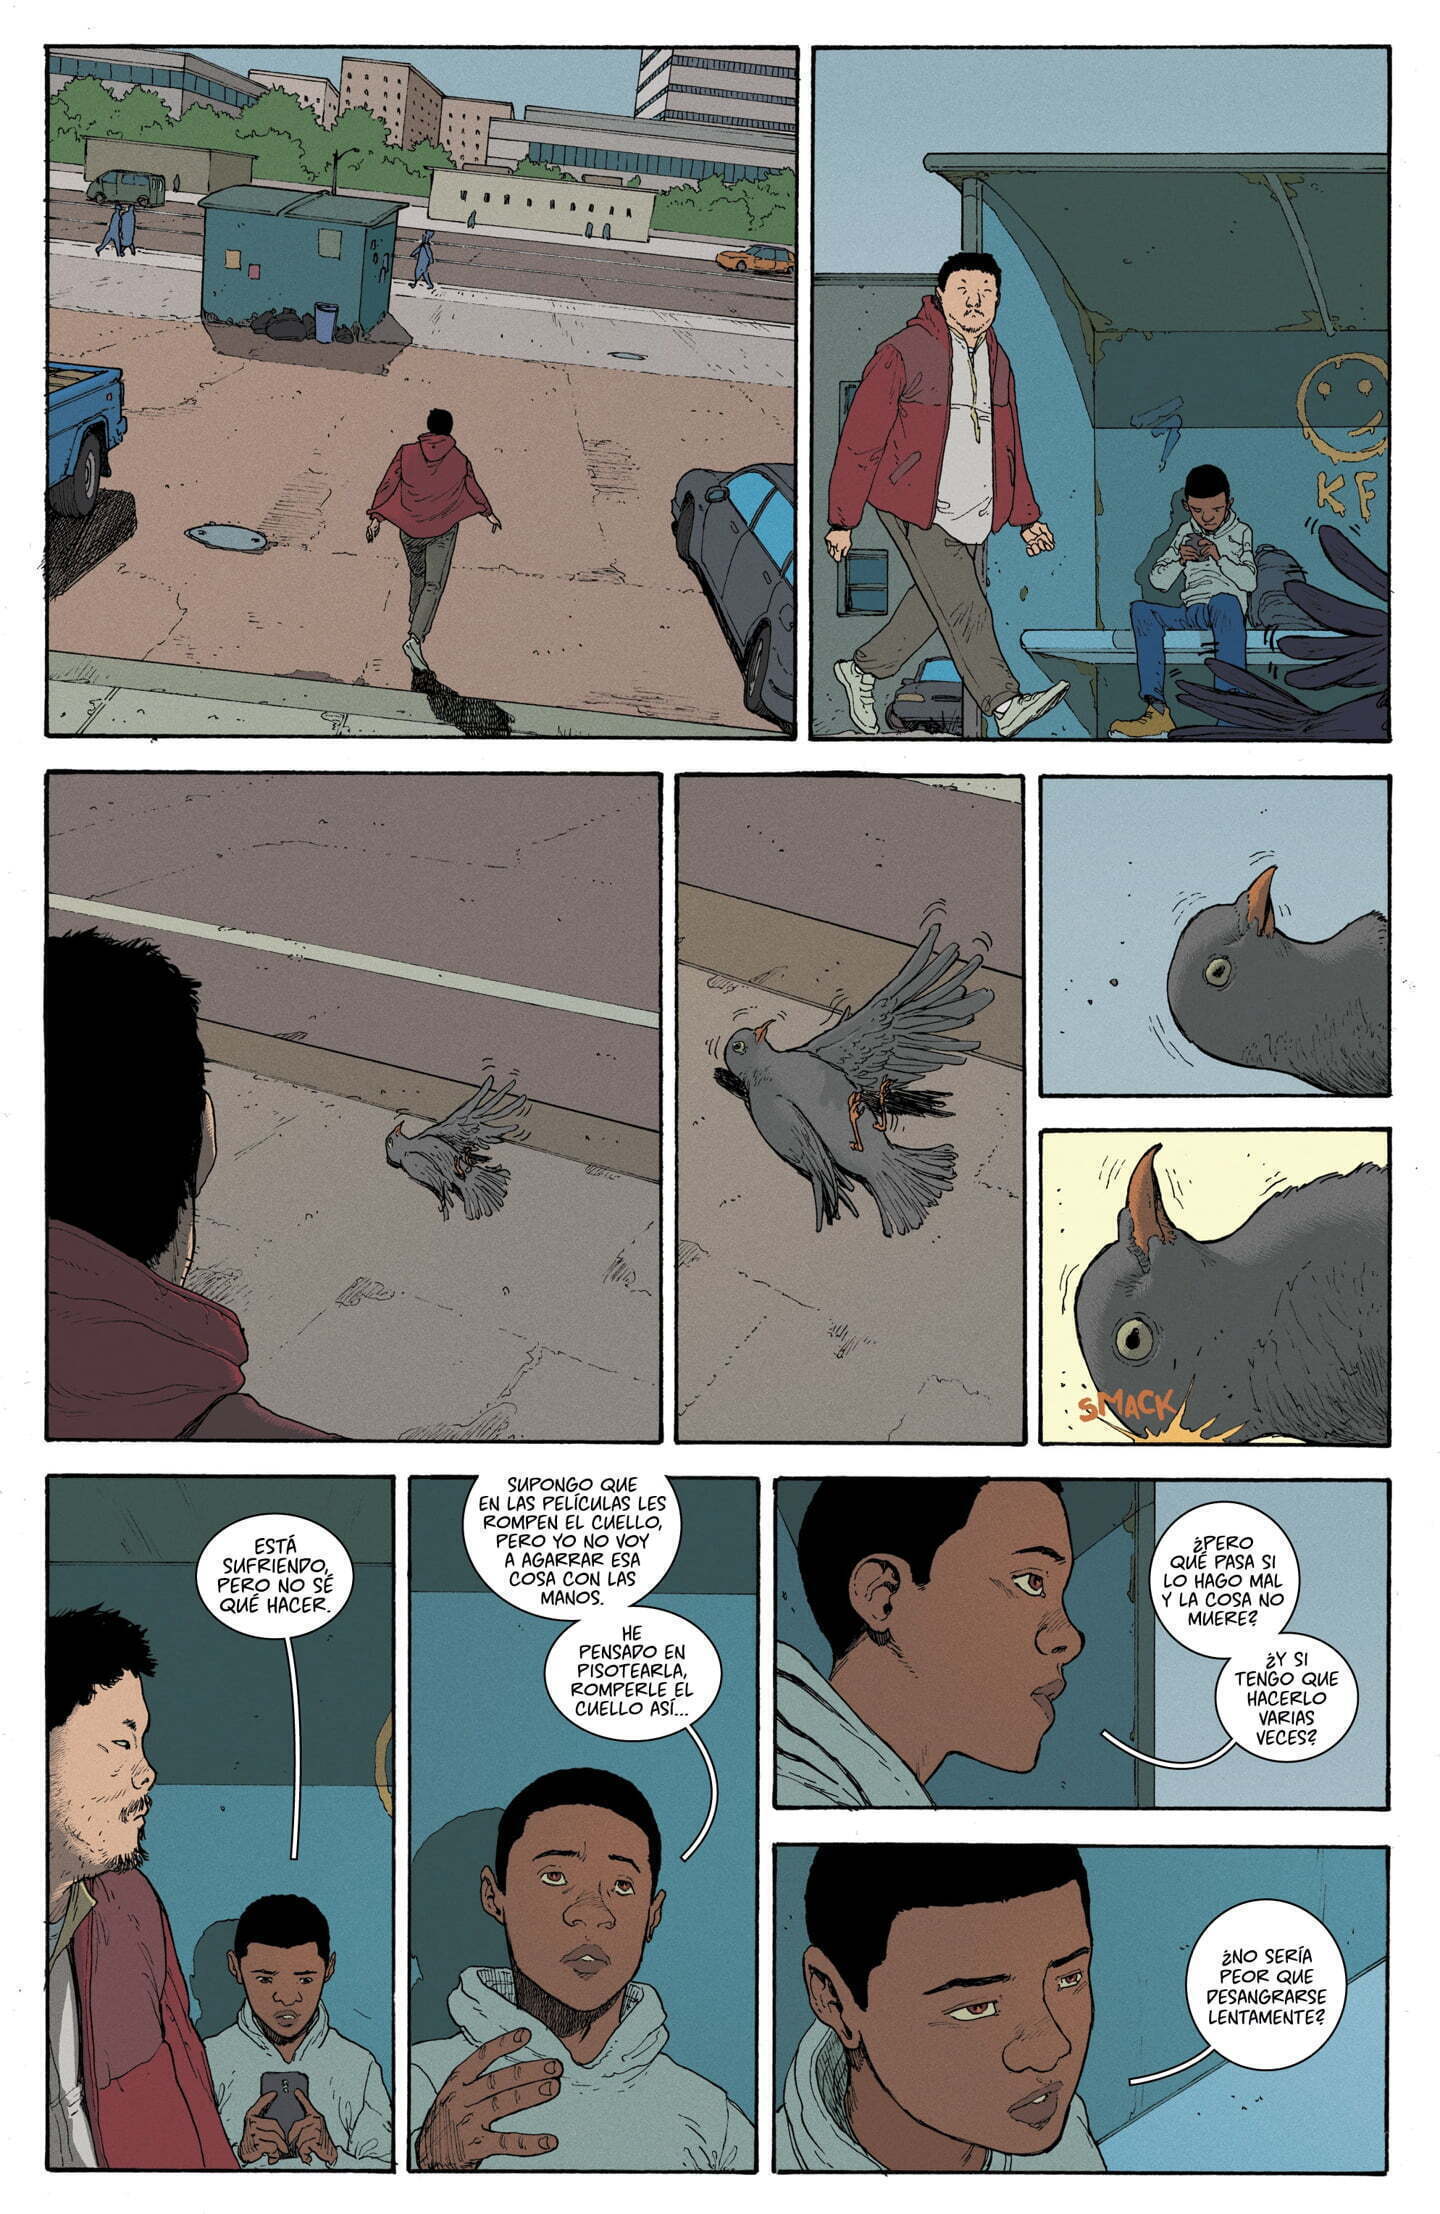 KF
SMACK
ESTÁ
SUFRIENDO,
PERO NO SÉ
QUÉ HACER.
SUPONGO QUE
EN LAS PELÍCULAS LES
ROMPEN EL CUELLO,
PERO YO NO VOY
A AGARRAR ESA
COSA CON LAS
MANOS.
HE
PENSADO EN
PISOTEARLA,
ROMPERLE EL
CUELLO ASÍ...
¿PERO
QUÉ PASA SI
LO HAGO MAL
Y LA COSA NO
MUERE?
¿Y SI
TENGO QUE
HACERLO
VARIAS
VECES?
¿NO SERÍA
PEOR QUE
DESANGRARSE
LENTAMENTE?